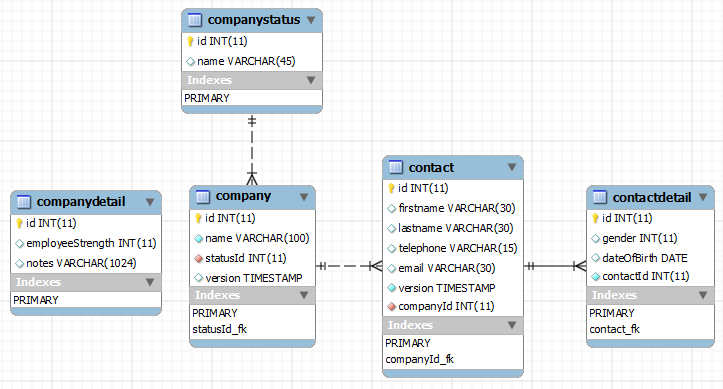 companystatus
id INT(11)
name VARCHAR(45)
Indexes
PRIMARY
companydetail
id INT(11)
employeeStrength INT(11)
notes VARCHAR(1024)
Indexes
PRIMARY
company
id INT(11)
name VARCHAR(100)
statusId INT(11)
version TIMESTAMP
Indexes
PRIMARY
statusId_fk
contact
id INT(11)
firstname VARCHAR(30)
lastname VARCHAR(30)
telephone VARCHAR(15)
email VARCHAR(30)
version TIMESTAMP
companyId INT(11)
Indexes
PRIMARY
companyId_fk
contactdetail
id INT(11)
gender INT(11)
dateOfBirth DATE
contactId INT(11)
Indexes
PRIMARY
contact_fk